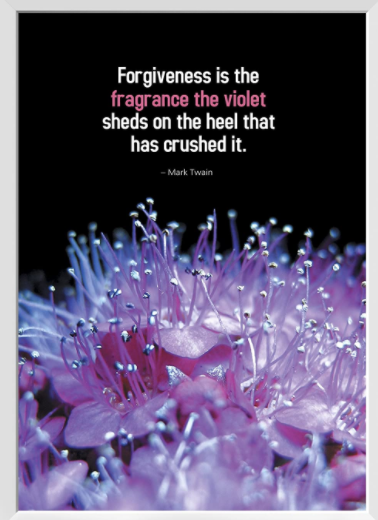 Forgiveness is the
fragrance the violet
sheds on the heel that
has crushed it.
– Mark Twain